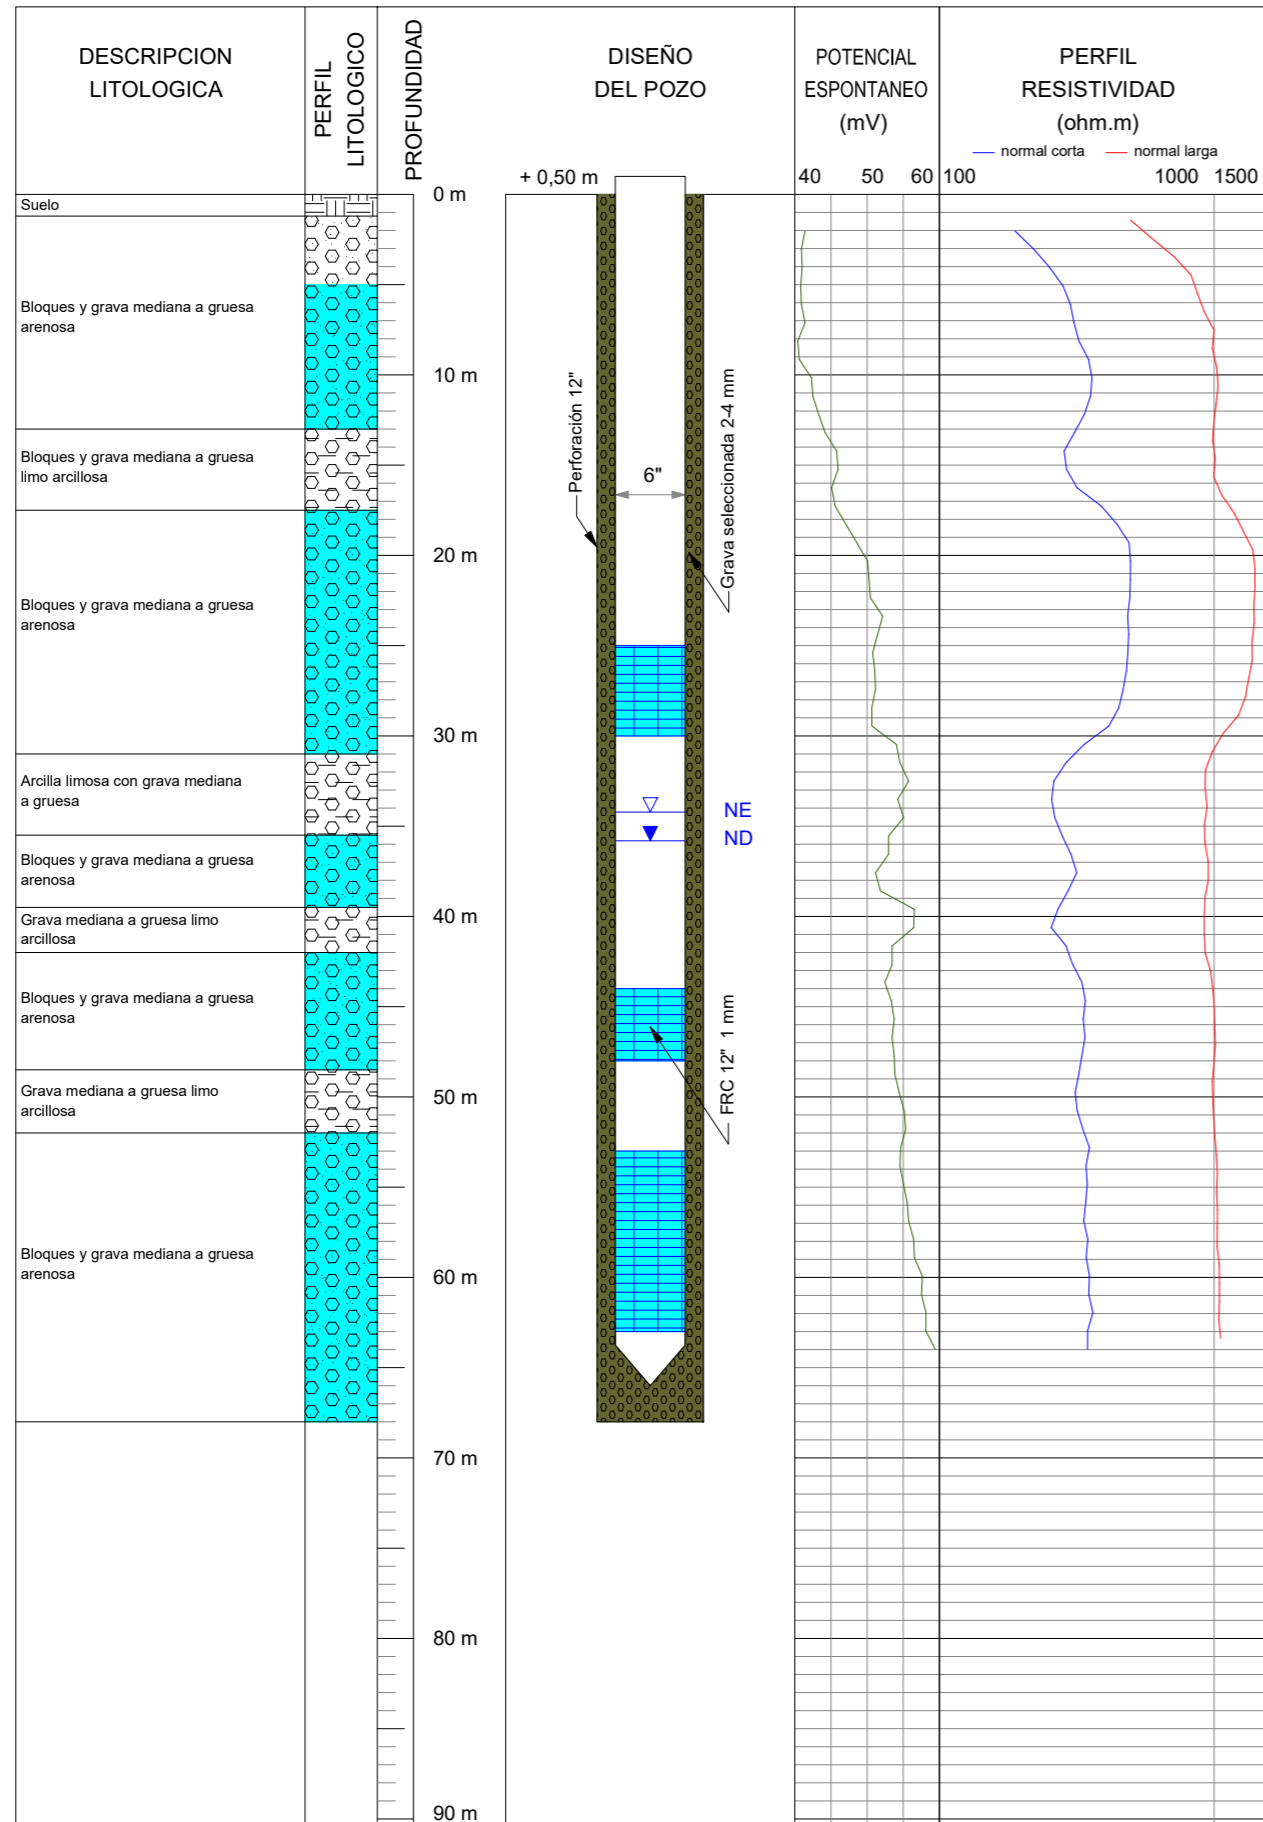 DESCRIPCION
LITOLOGICA
PERFIL
LITOLOGICO
PROFUNDIDAD
DISEÑO
DEL POZO
POTENCIAL
ESPONTANEO
(mV)
PERFIL
RESISTIVIDAD
(ohm.m)
normal corta
normal larga
+ 0,50 m
40 50 60
100 1000 1500
0 m
Suelo
Bloques y grava mediana a gruesa
arenosa
10 m
Perforación 12"
Grava seleccionada 2-4 mm
6"
Bloques y grava mediana a gruesa
limo arcillosa
20 m
Bloques y grava mediana a gruesa
arenosa
30 m
Arcilla limosa con grava mediana
a gruesa
NE
ND
Bloques y grava mediana a gruesa
arenosa
40 m
Grava mediana a gruesa limo
arcillosa
Bloques y grava mediana a gruesa
arenosa
FRC 12" 1 mm
50 m
Grava mediana a gruesa limo
arcillosa
Bloques y grava mediana a gruesa
arenosa
60 m
70 m
80 m
90 m